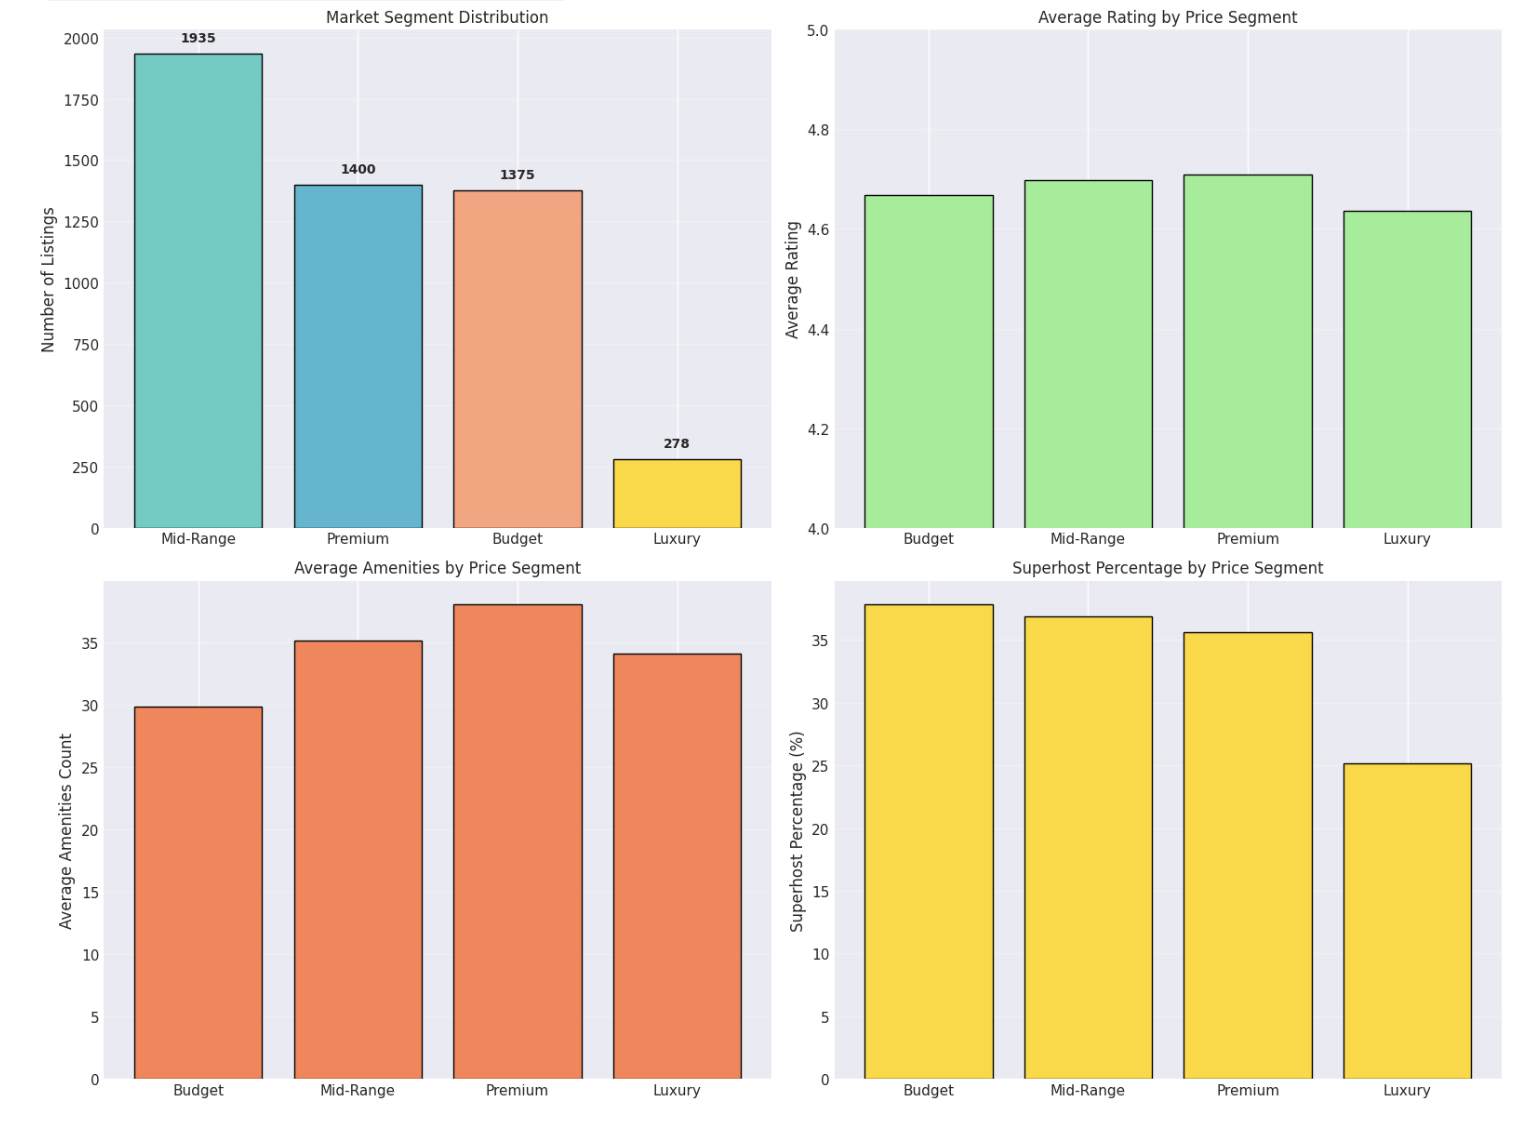 Market Segment Distribution
2000
1750
1500
1250
1000
750
500
250
0
Number of Listings
1935
1400
1375
278
Mid-Range Premium Budget Luxury
Average Rating by Price Segment
5.0
4.8
4.6
4.4
4.2
4.0
Average Rating
Budget Mid-Range Premium Luxury
Average Amenities by Price Segment
35
30
25
20
15
10
5
0
Average Amenities Count
Budget Mid-Range Premium Luxury
Superhost Percentage by Price Segment
35
30
25
20
15
10
5
0
Superhost Percentage (%)
Budget Mid-Range Premium Luxury